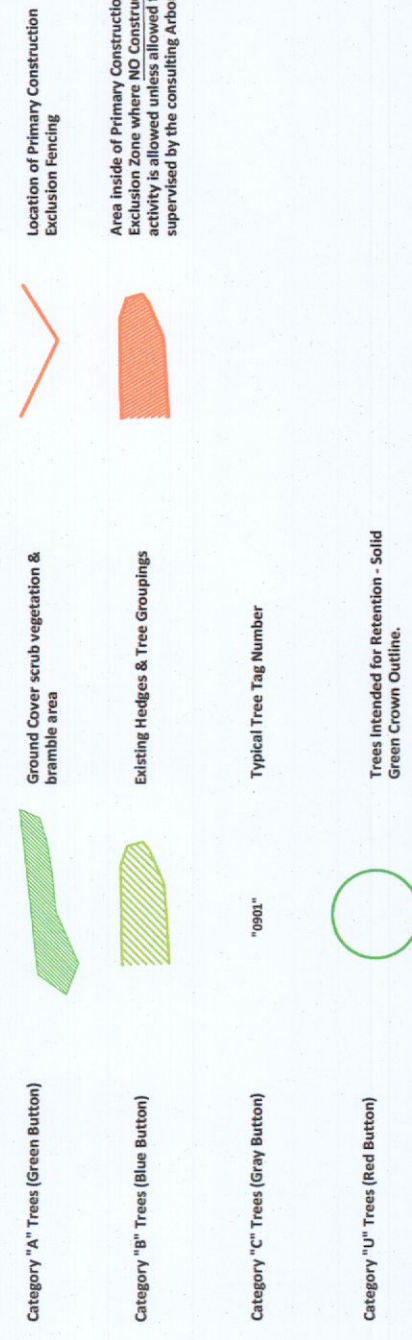 Category "A" Trees (Green Button)
Ground Cover scrub vegetation &
bramble area
Location of Primary Construction
Exclusion Fencing
Category "B" Trees (Blue Button)
Existing Hedges & Tree Groupings
Area inside of Primary
Exclusion Zone where NO
activity is allowed unless allowed
supervised by the consulting
Category "C" Trees (Gray Button)
"0901"
Typical Tree Tag Number
Category "U" Trees (Red Button)
Trees Intended for Retention - Solid
Green Crown Outline.